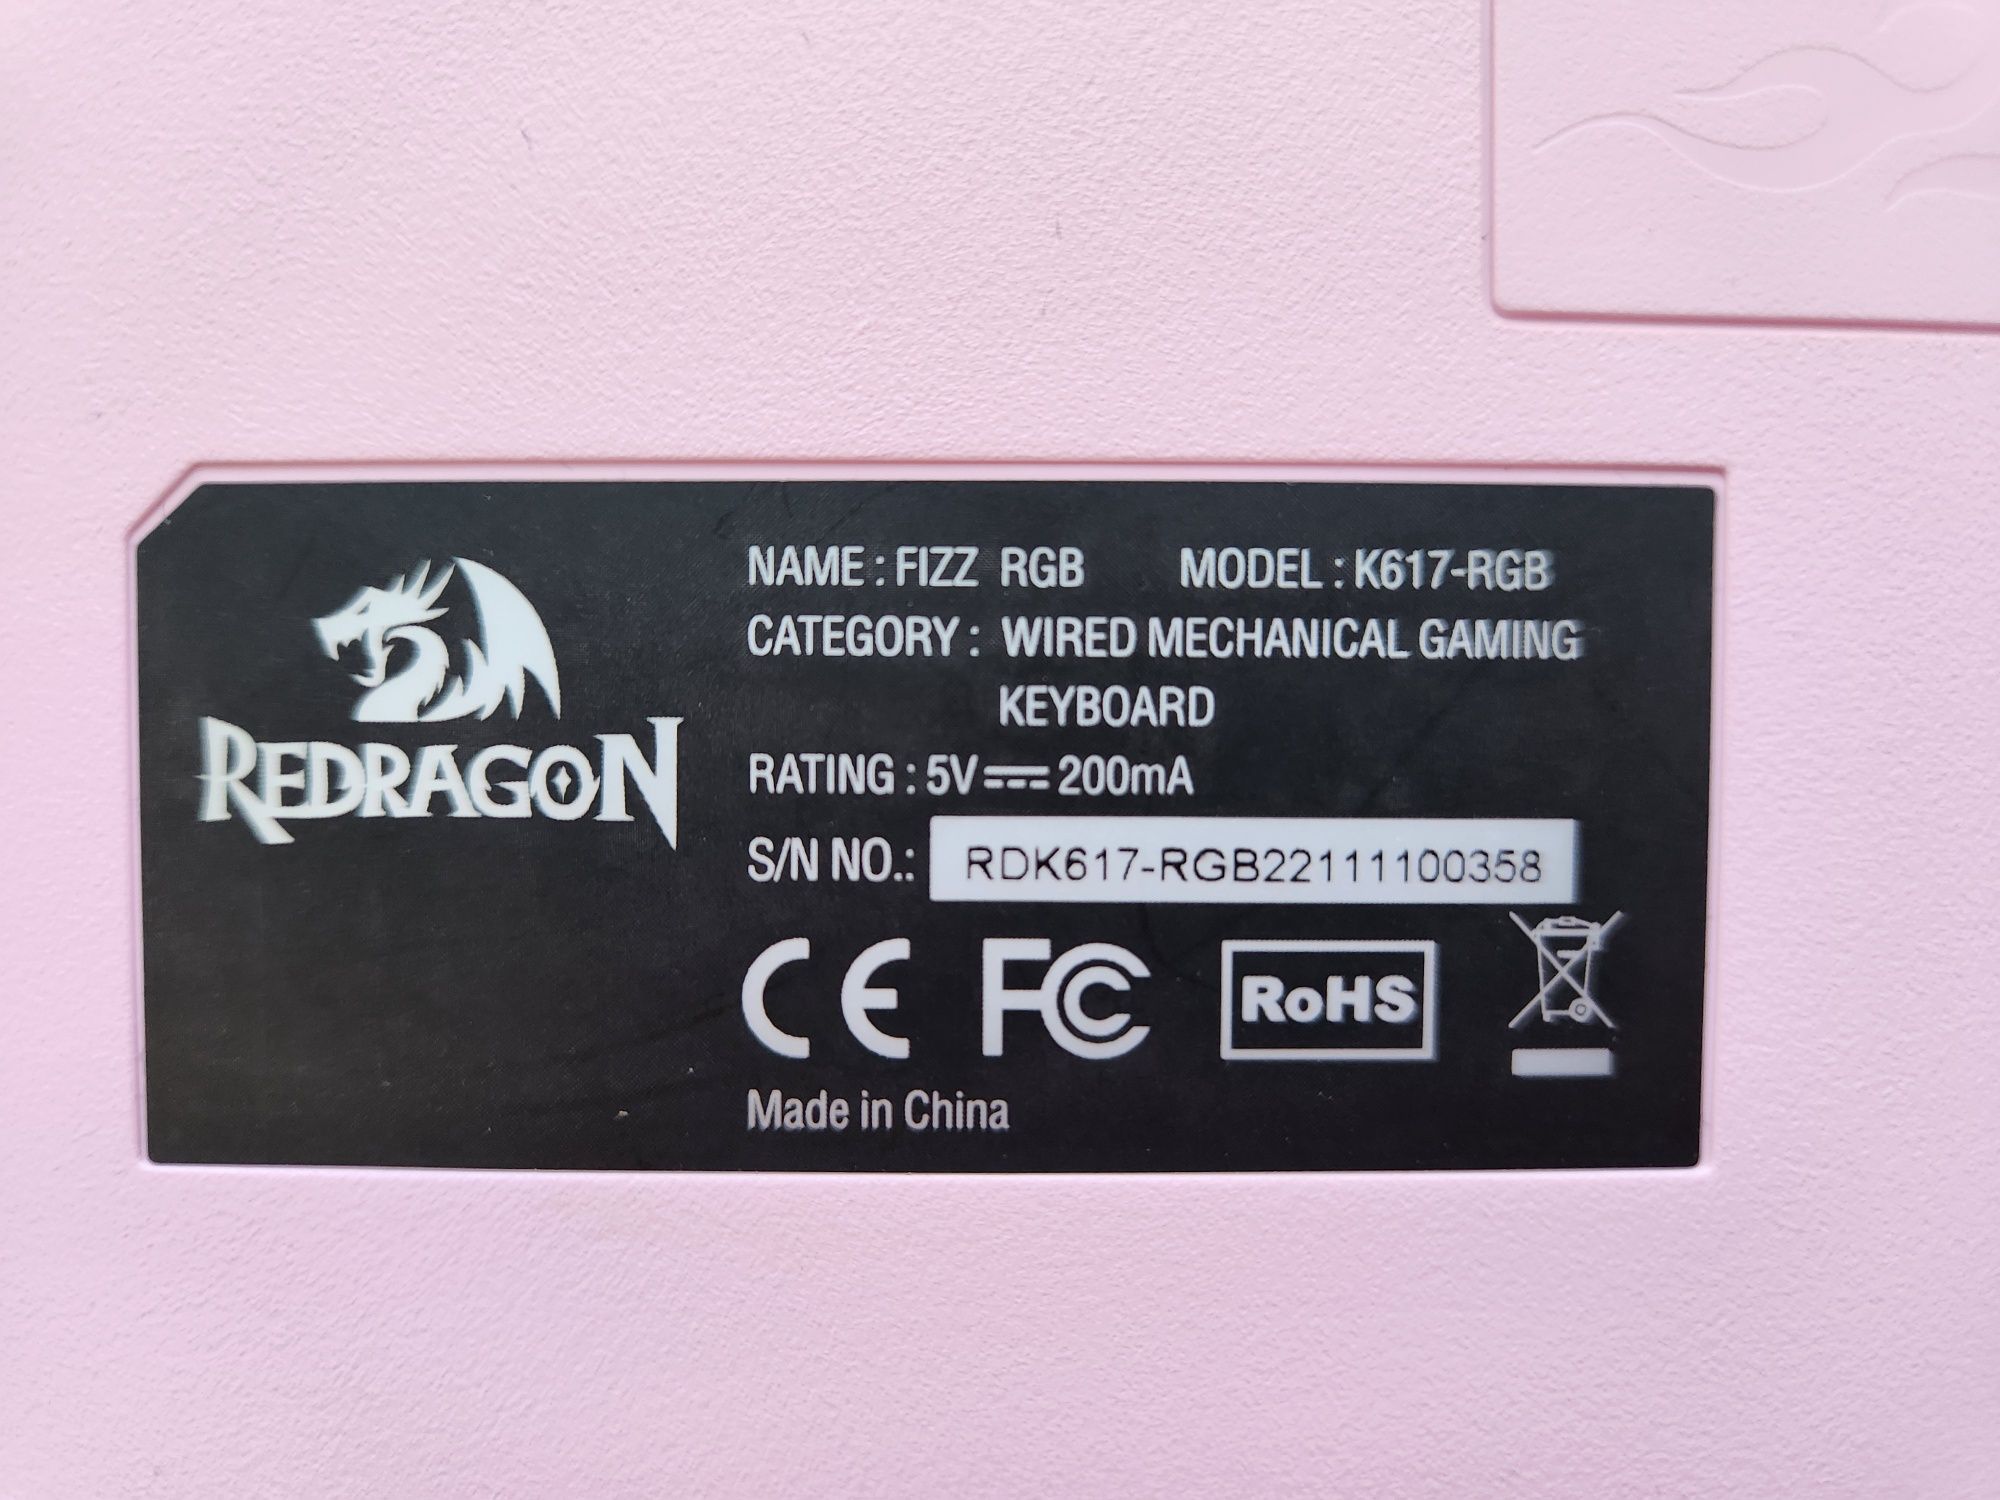 REDRAGON
NAME : FIZZ RGB MODEL : K617-RGB
CATEGORY : WIRED MECHANICAL GAMING
KEYBOARD
RATING : 5V⎓200mA
S/N NO.: RDK617-RGB22111100358
CE FC RoHS
Made in China